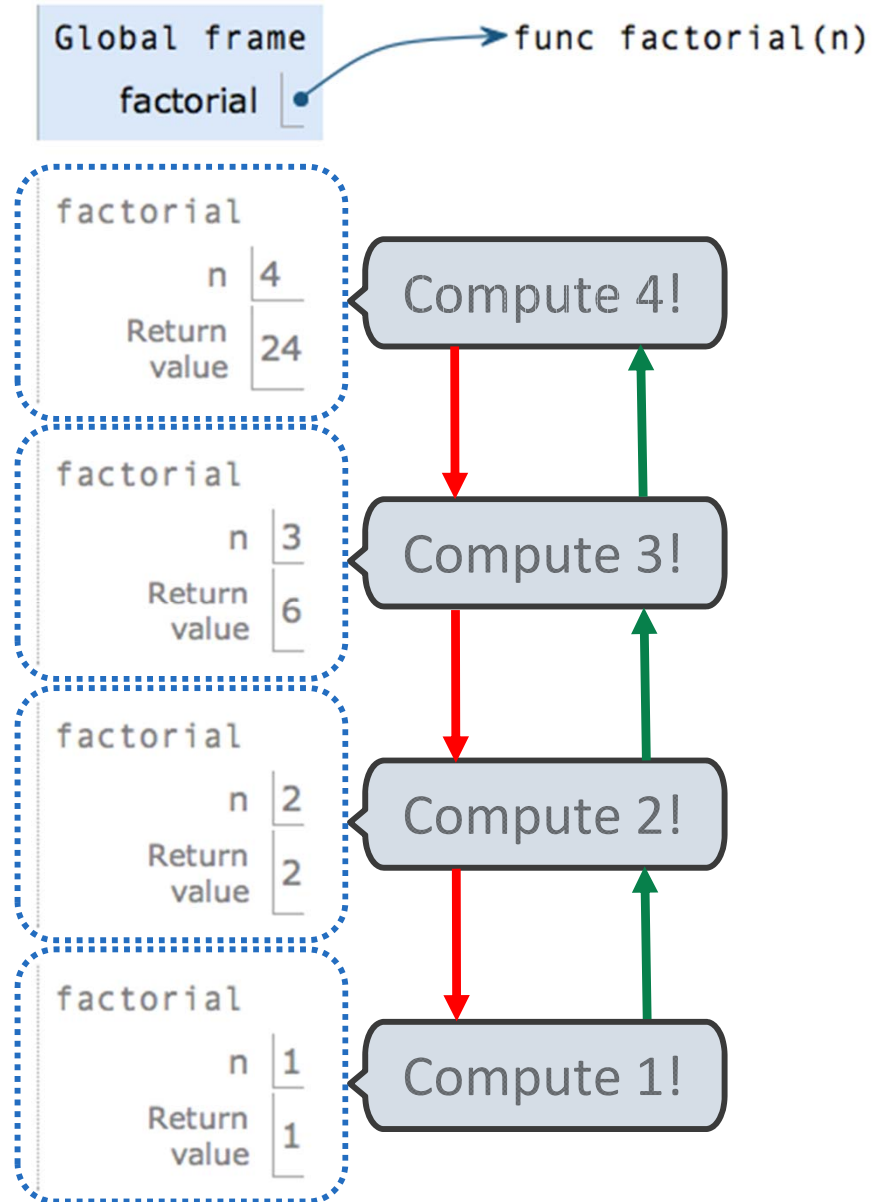 Global frame
func factorial(n)
factorial
factorial
n 4
Return
value 24
Compute 4!
factorial
n 3
Return
value 6
Compute 3!
factorial
n 2
Return
value 2
Compute 2!
factorial
n 1
Return
value 1
Compute 1!